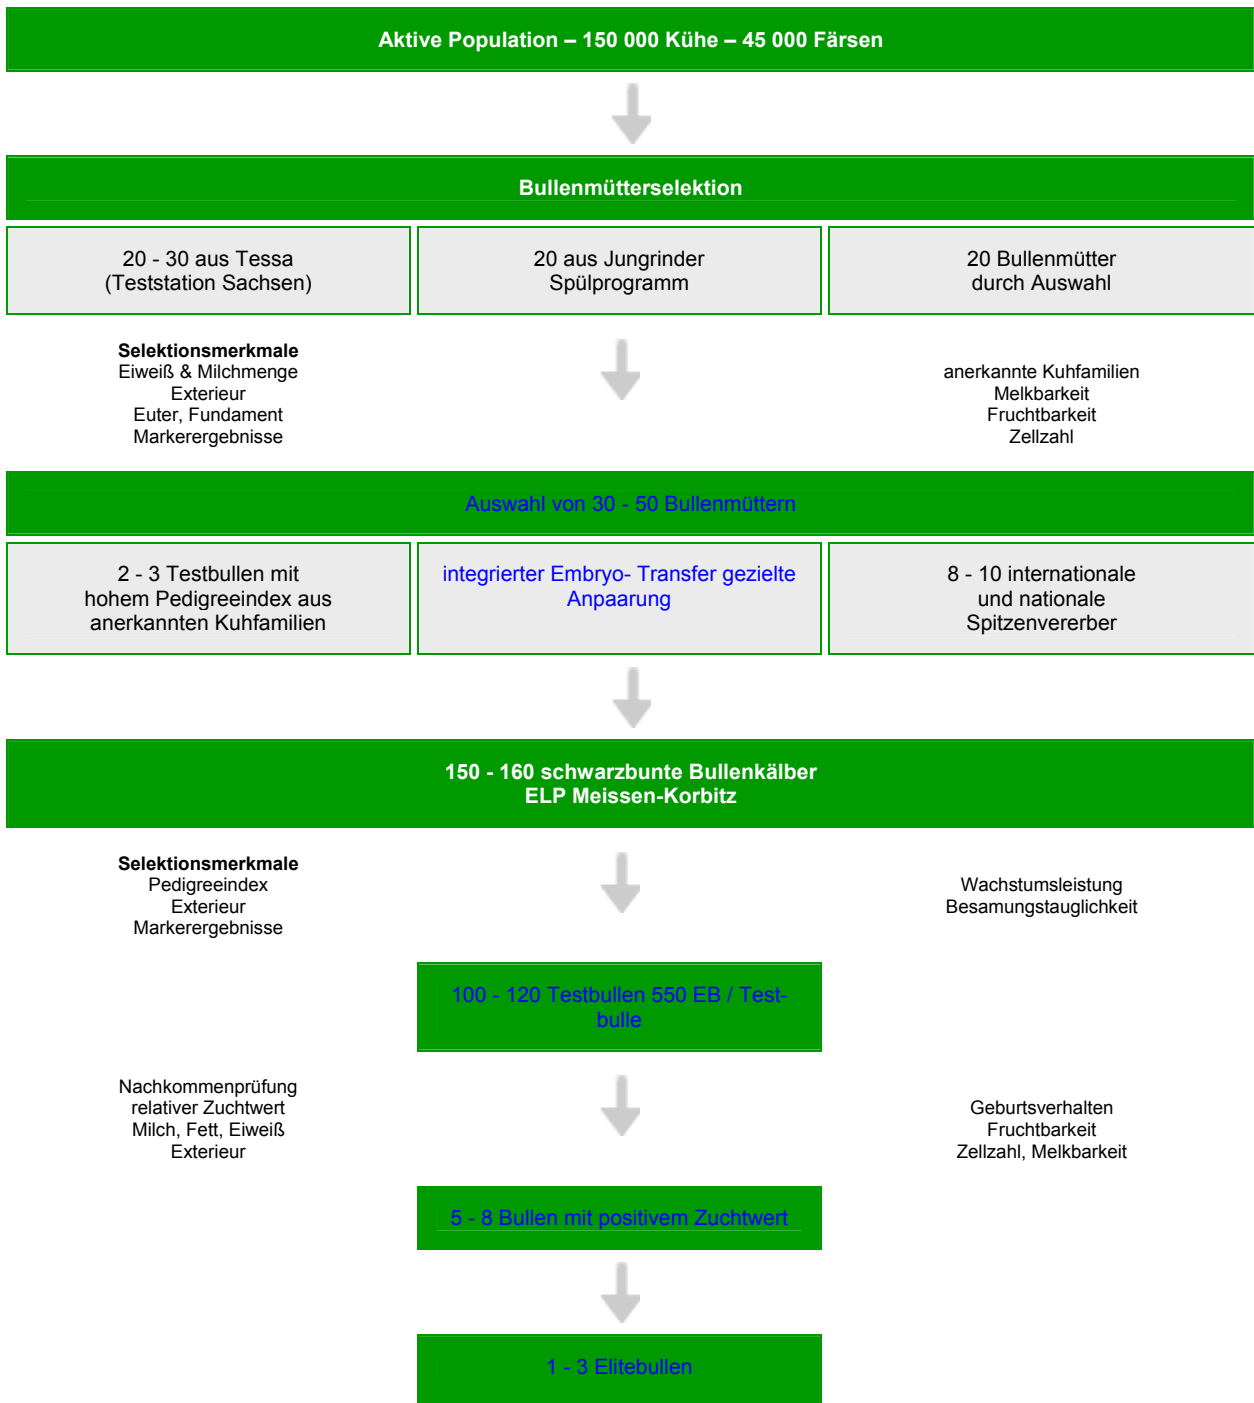 Aktive Population – 150 000 Kühe – 45 000 Färsen
Bullenmütterselektion
20 - 30 aus Tessa
(Teststation Sachsen)
20 aus Jungrinder
Spülprogramm
20 Bullenmütter
durch Auswahl
Selektionsmerkmale
Eiweiß & Milchmenge
Exterieur
Euter, Fundament
Markerergebnisse
anerkannte Kuhfamilien
Melkbarkeit
Fruchtbarkeit
Zellzahl
Auswahl von 30 - 50 Bullenmüttern
2 - 3 Testbullen mit
hohem Pedigreeindex aus
anerkannten Kuhfamilien
integrierter Embryo- Transfer gezielte
Anpaarung
8 - 10 internationale
und nationale
Spitzenvererber
150 - 160 schwarzbunte Bullenkälber
ELP Meissen-Korbitz
Selektionsmerkmale
Pedigreeindex
Exterieur
Markerergebnisse
Wachstumsleistung
Besamungstauglichkeit
100 - 120 Testbullen 550 EB / Test-
bulle
Nachkommenprüfung
relativer Zuchtwert
Milch, Fett, Eiweiß
Exterieur
Geburtsverhalten
Fruchtbarkeit
Zellzahl, Melkbarkeit
5 - 8 Bullen mit positivem Zuchtwert
1 - 3 Elitebullen